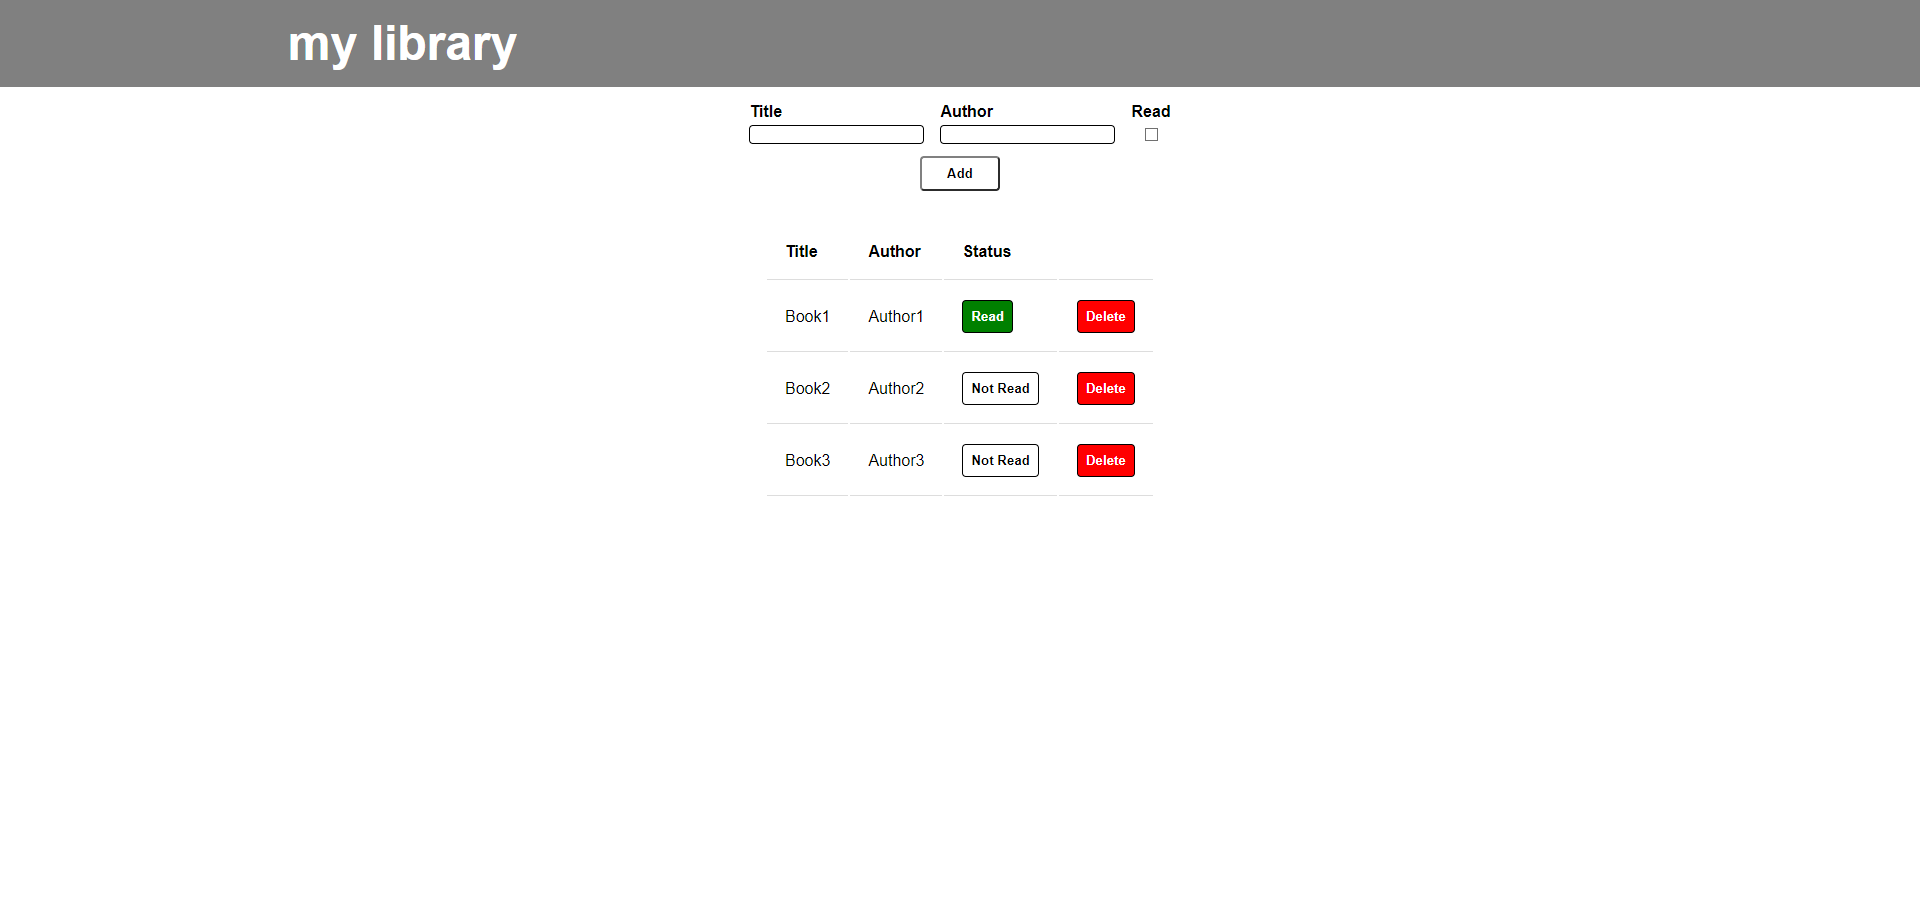 my library
Title Author Read
Add
Title Author Status
Book1 Author1 Read Delete
Book2 Author2 Not Read Delete
Book3 Author3 Not Read Delete